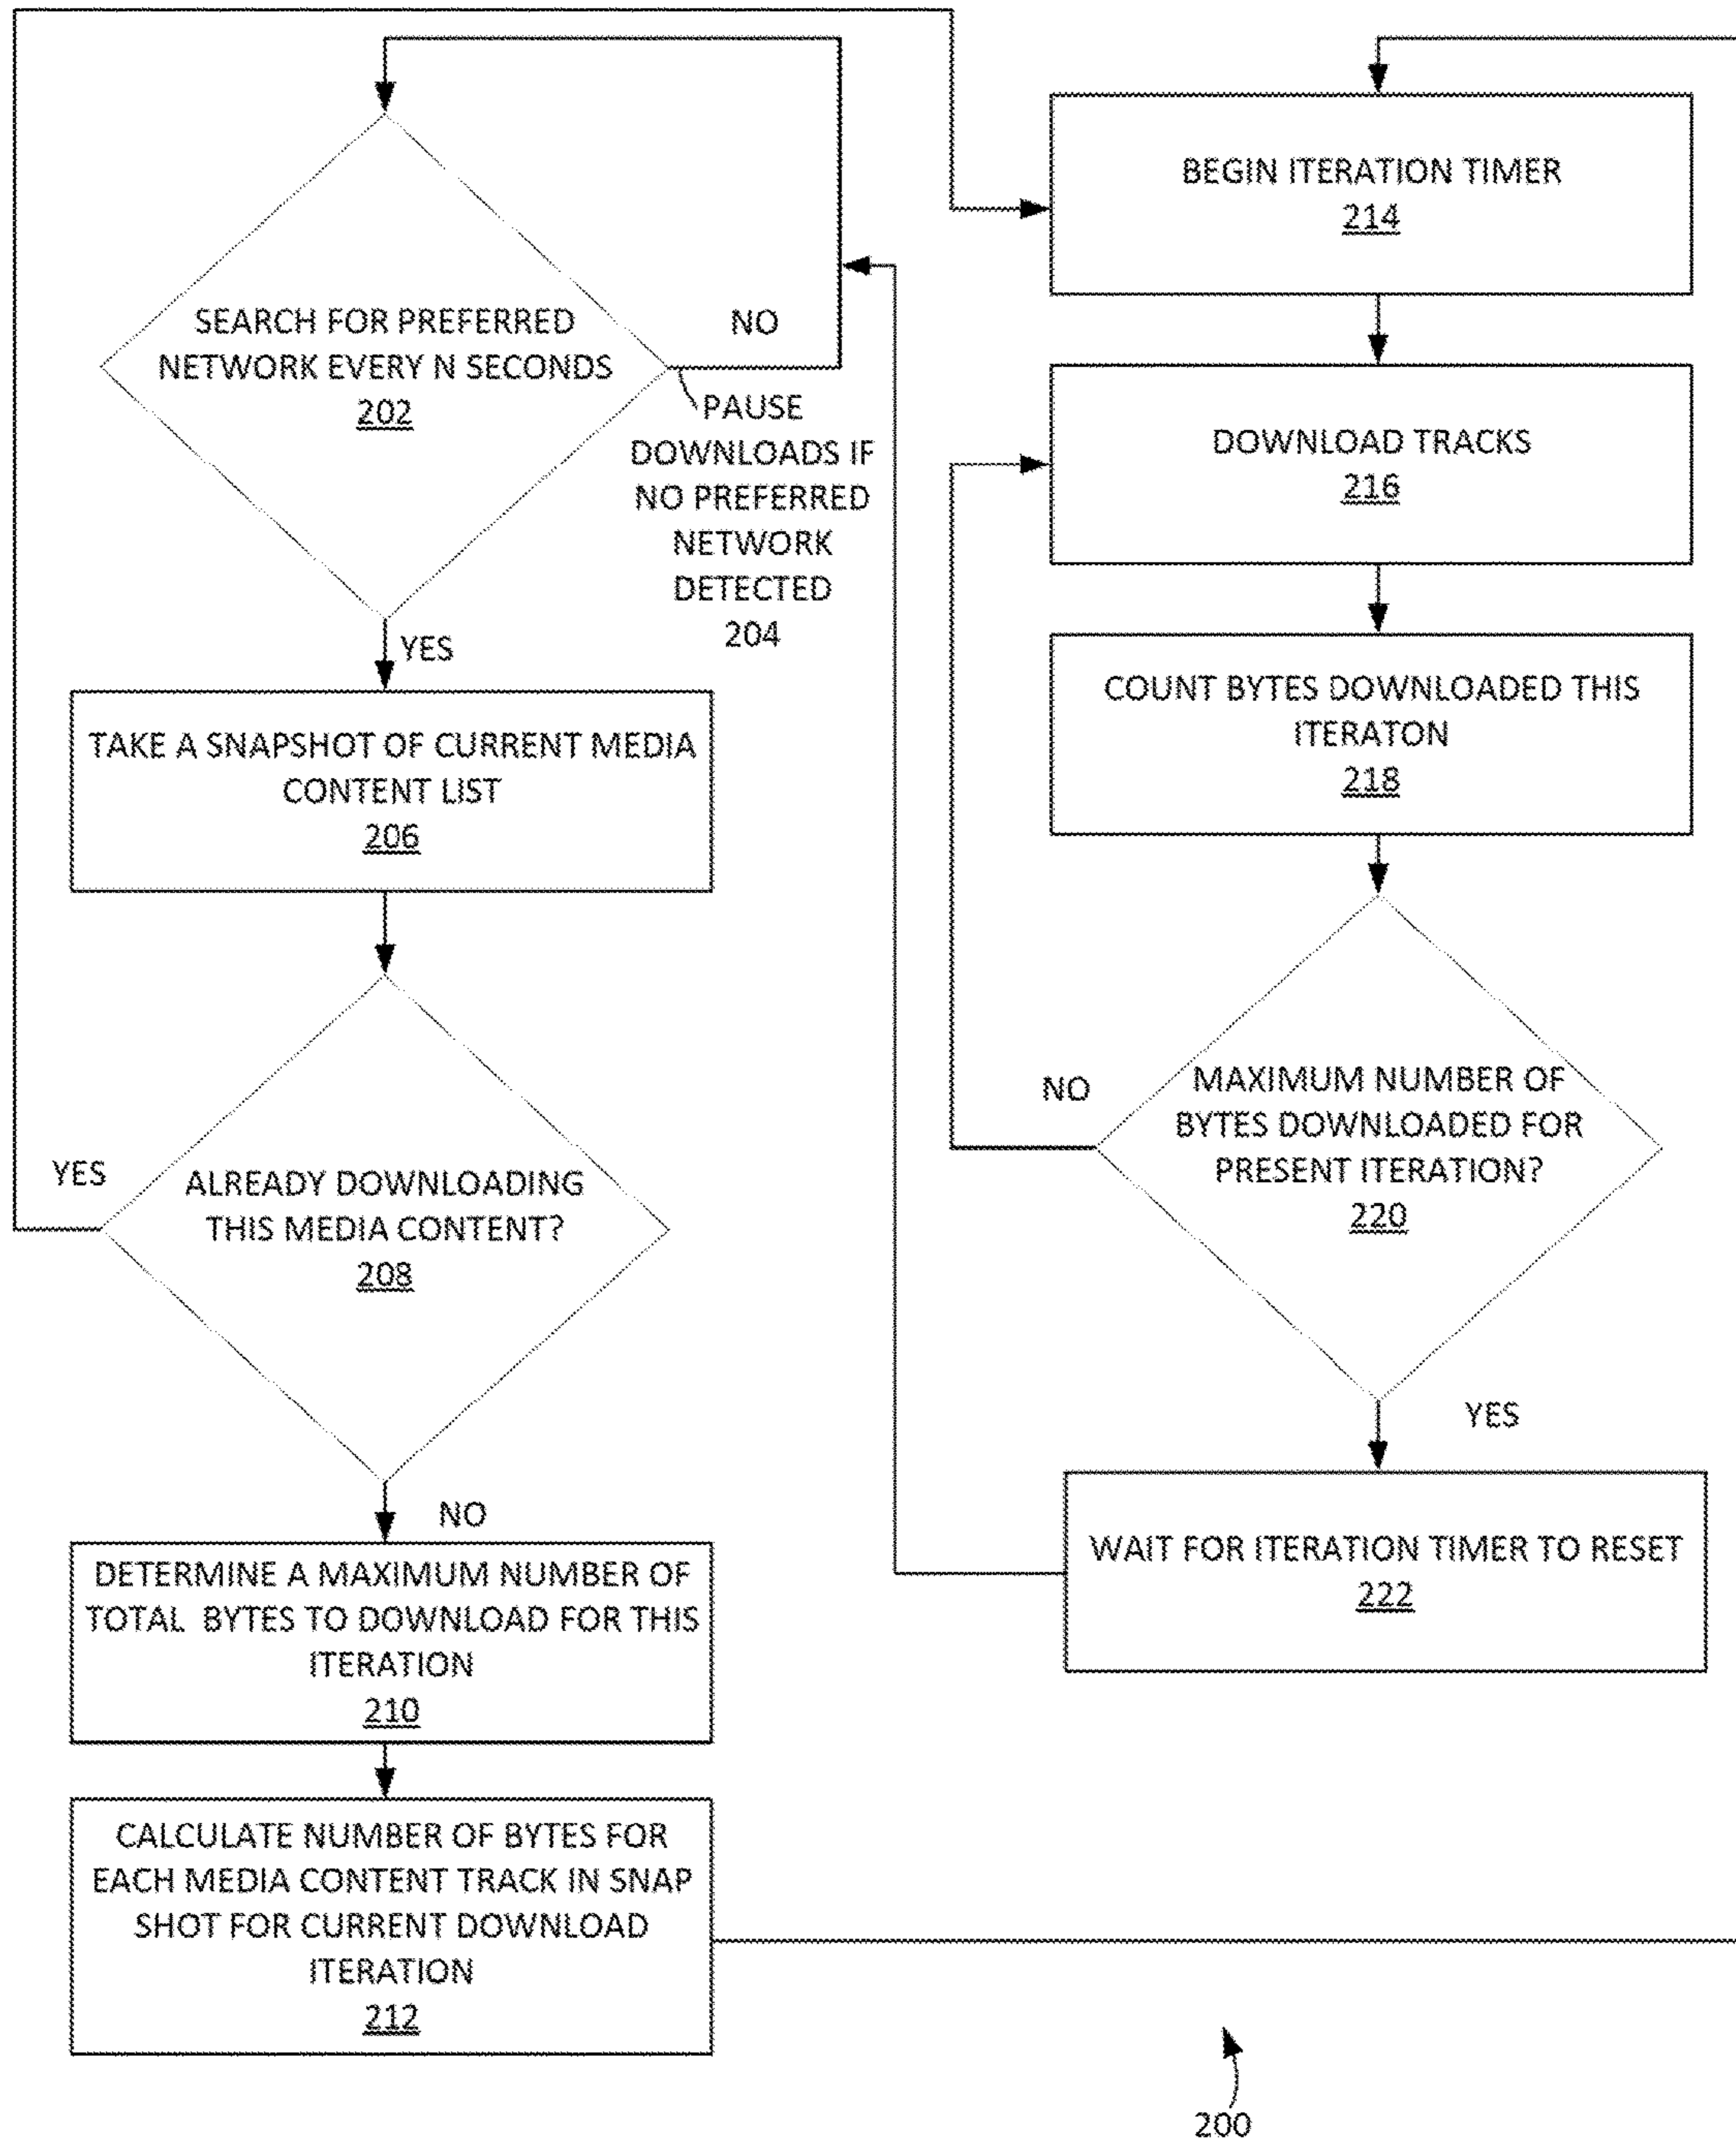 SEARCH FOR PREFERRED
NETWORK EVERY N SECONDS
202
NO
PAUSE
DOWNLOADS IF
NO PREFERRED
NETWORK
DETECTED
204
YES
TAKE A SNAPSHOT OF CURRENT MEDIA
CONTENT LIST
206
YES
ALREADY DOWNLOADING
THIS MEDIA CONTENT?
208
NO
DETERMINE A MAXIMUM NUMBER OF
TOTAL BYTES TO DOWNLOAD FOR THIS
ITERATION
210
CALCULATE NUMBER OF BYTES FOR
EACH MEDIA CONTENT TRACK IN SNAP
SHOT FOR CURRENT DOWNLOAD
ITERATION
212
BEGIN ITERATION TIMER
214
DOWNLOAD TRACKS
216
COUNT BYTES DOWNLOADED THIS
ITERATON
218
NO
MAXIMUM NUMBER OF
BYTES DOWNLOADED FOR
PRESENT ITERATION?
220
YES
WAIT FOR ITERATION TIMER TO RESET
222
200